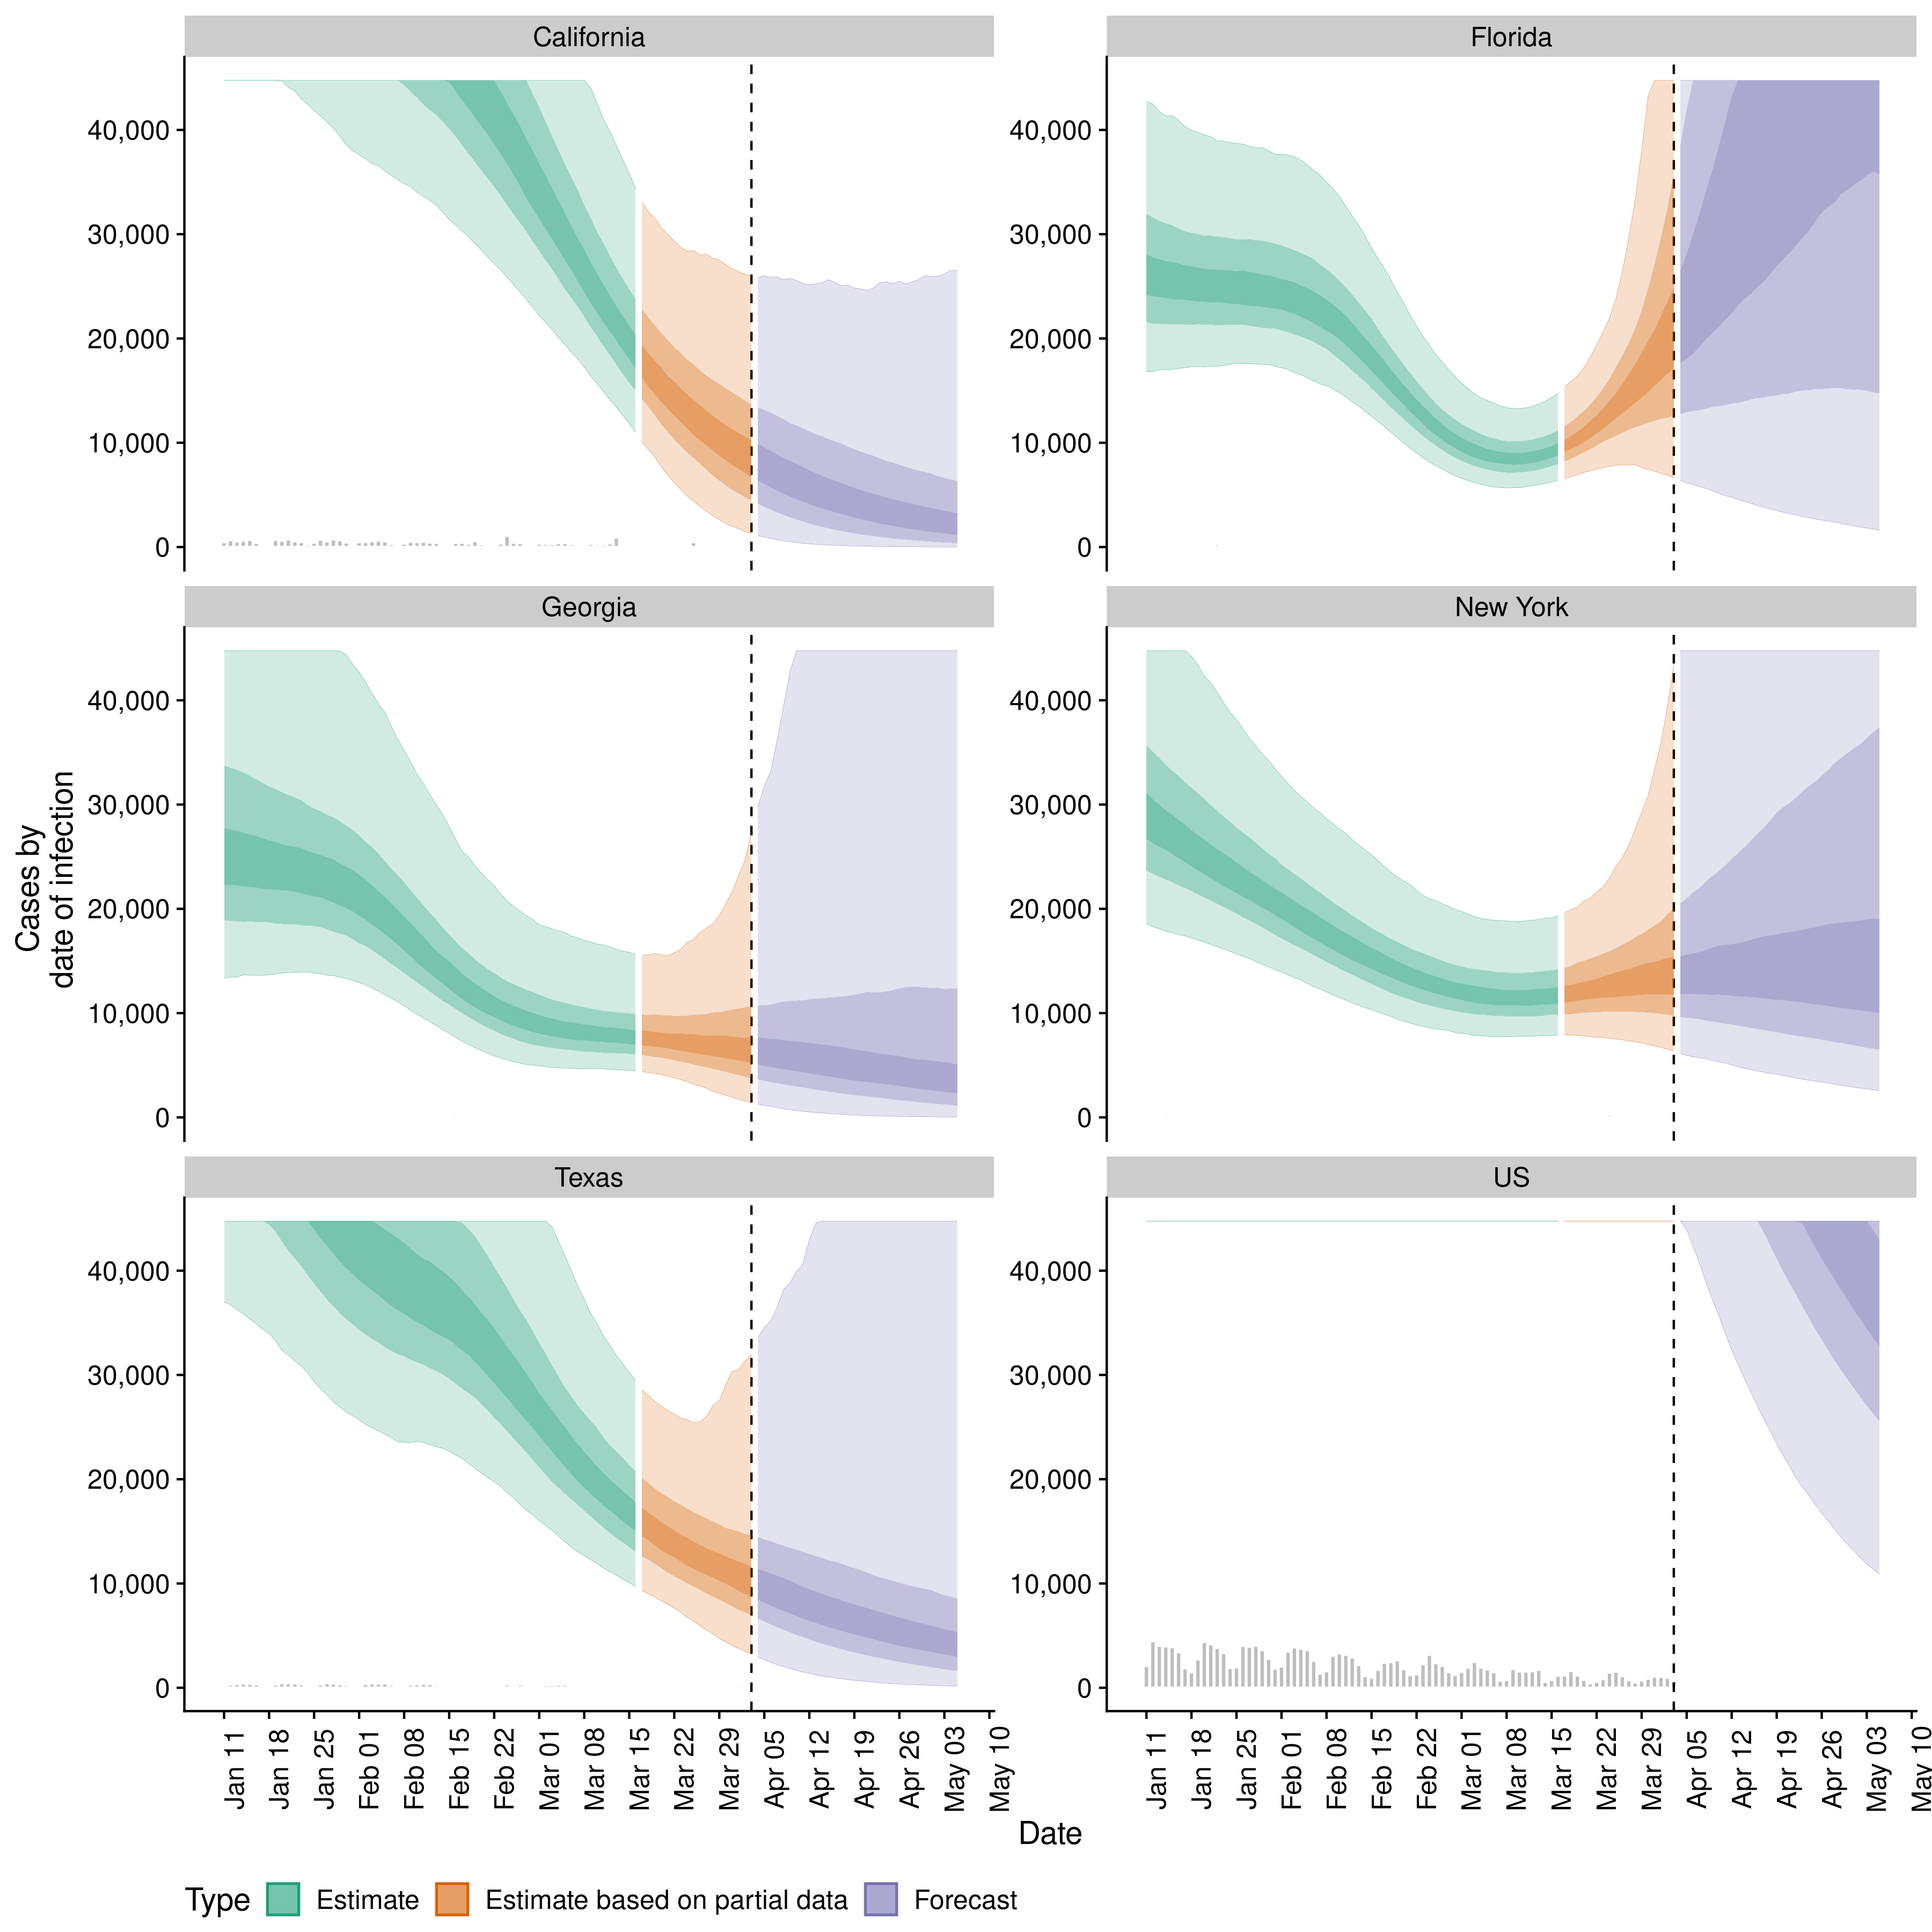 California
Florida
40,000
30,000
20,000
10,000
0
40,000
30,000
20,000
10,000
0
Georgia
New York
40,000
30,000
20,000
10,000
0
40,000
30,000
20,000
10,000
0
Cases by
date of infection
Texas
US
40,000
30,000
20,000
10,000
0
40,000
30,000
20,000
10,000
0
Jan 11
Jan 18
Jan 25
Feb 01
Feb 08
Feb 15
Feb 22
Mar 01
Mar 08
Mar 15
Mar 22
Mar 29
Apr 05
Apr 12
Apr 19
Apr 26
May 03
May 10
Jan 11
Jan 18
Jan 25
Feb 01
Feb 08
Feb 15
Feb 22
Mar 01
Mar 08
Mar 15
Mar 22
Mar 29
Apr 05
Apr 12
Apr 19
Apr 26
May 03
May 10
Date
Type Estimate Estimate based on partial data Forecast